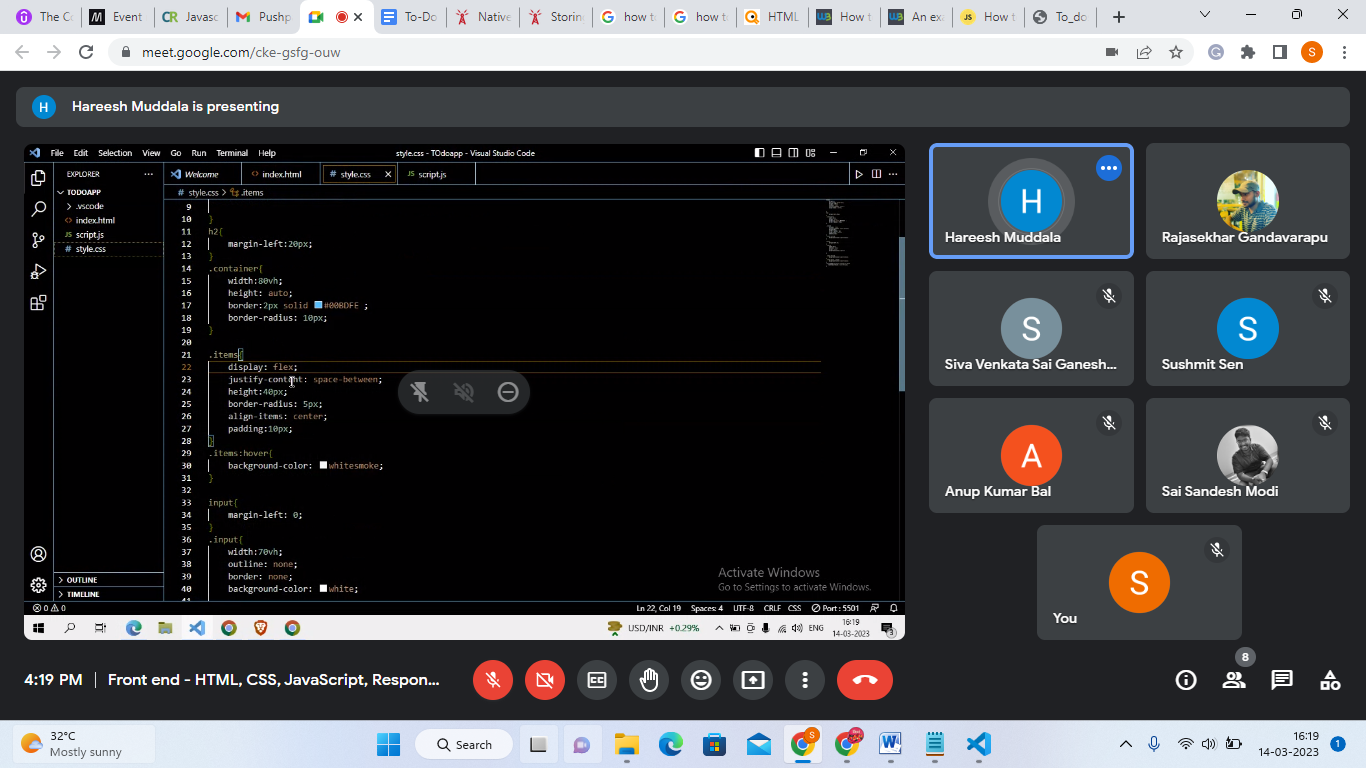 The Co
Event
Javasc
Pushp
To-Do
Native
Storin
how t
how t
HTML
How t
An exa
How t
To_do
meet.google.com/cke-gsfg-ouw
S
H Hareesh Muddala is presenting
File Edit Selection View Go Run Terminal Help
style.css - TOdoapp - Visual Studio Code
EXPLORER ···
Welcome
<> index.html
# style.css
JS script.js
TODOAPP
.vscode
<> index.html
JS script.js
# style.css
# style.css > .items
9
10 }
11 h2{
12 margin-left:20px;
13 }
14 .container{
15 width:80vh;
16 height: auto;
17 border:2px solid #00BDFE ;
18 border-radius: 10px;
19 }
20
21 .items{
22 display: flex;
23 justify-content: space-between;
24 height:40px;
25 border-radius: 5px;
26 align-items: center;
27 padding:10px;
28 }
29 .items:hover{
30 background-color: whitesmoke;
31 }
32
33 input{
34 margin-left: 0;
35 }
36 .input{
37 width:70vh;
38 outline: none;
39 border: none;
40 background-color: white;
41
OUTLINE
TIMELINE
Activate Windows
Go to Settings to activate Windows.
0 0
Ln 22, Col 19 Spaces: 4 UTF-8 CRLF CSS Port : 5501
USD/INR +0.29%
ENG
16:19
14-03-2023
3
H
Hareesh Muddala
Rajasekhar Gandavarapu
S
Siva Venkata Sai Ganesh...
S
Sushmit Sen
A
Anup Kumar Bal
Sai Sandesh Modi
S
You
4:19 PM | Front end - HTML, CSS, JavaScript, Respon...
8
32°C
Mostly sunny
Search
16:19
14-03-2023
1